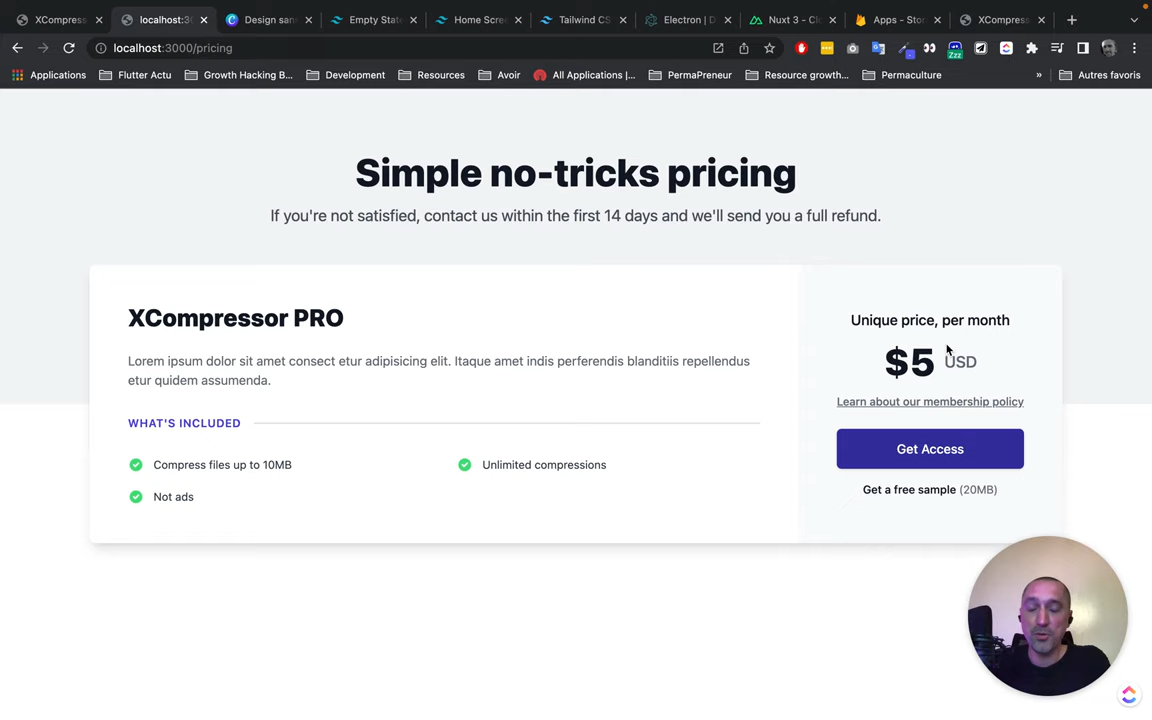 XCompress
localhost:30
Design sans
Empty State
Home Scree
Tailwind CS
Electron | D
Nuxt 3 - Clo
Apps - Stor
XCompress
localhost:3000/pricing
Zzz
Applications
Flutter Actu
Growth Hacking B...
Development
Resources
Avoir
All Applications |...
PermaPreneur
Resource growth...
Permaculture
»
Autres favoris
Simple no-tricks pricing
If you're not satisfied, contact us within the first 14 days and we'll send you a full refund.
XCompressor PRO
Lorem ipsum dolor sit amet consect etur adipisicing elit. Itaque amet indis perferendis blanditiis repellendus
etur quidem assumenda.
WHAT'S INCLUDED
Compress files up to 10MB
Unlimited compressions
Not ads
Unique price, per month
$5 USD
Learn about our membership policy
Get Access
Get a free sample (20MB)